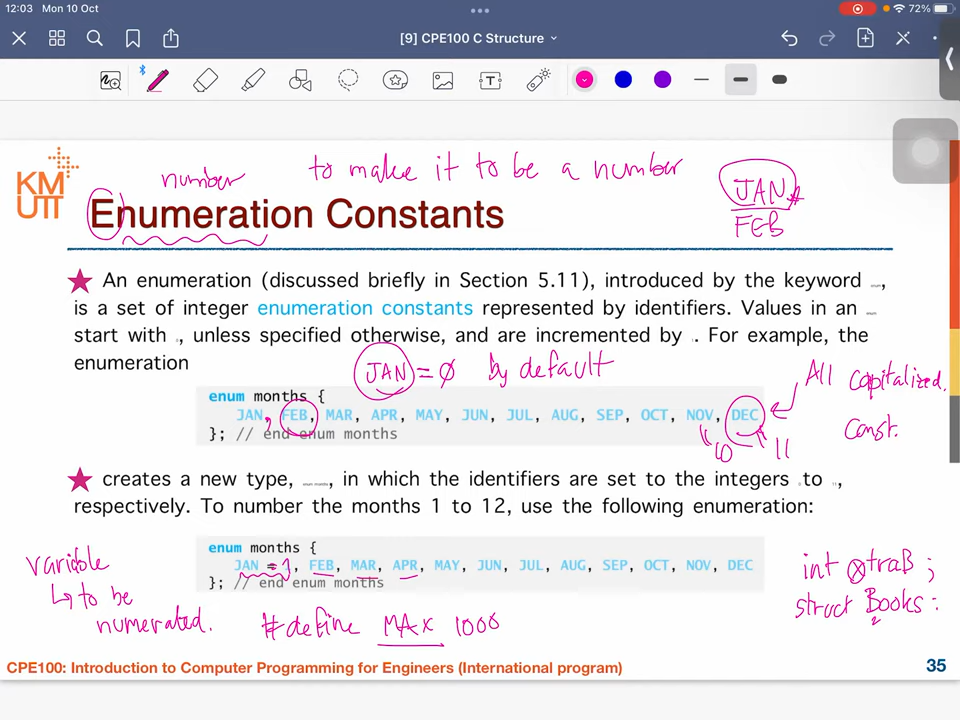 12:03 Mon 10 Oct
72%
[9] CPE100 C Structure
KM
UTT
number
to make it to be a number
JAN
FEB
Enumeration Constants
An enumeration (discussed briefly in Section 5.11), introduced by the keyword enum,
is a set of integer enumeration constants represented by identifiers. Values in an enum
start with , unless specified otherwise, and are incremented by . For example, the
enumeration
JAN = 0 by default
All capitalized.
const.
enum months {
JAN, FEB, MAR, APR, MAY, JUN, JUL, AUG, SEP, OCT, NOV, DEC
}; // end enum months
10
11
creates a new type, enum months, in which the identifiers are set to the integers to ,
respectively. To number the months 1 to 12, use the following enumeration:
enum months {
JAN = 1, FEB, MAR, APR, MAY, JUN, JUL, AUG, SEP, OCT, NOV, DEC
}; // end enum months
variable
↳ to be
numerated.
#define MAX 1000
int
struct Books
CPE100: Introduction to Computer Programming for Engineers (International program)
35